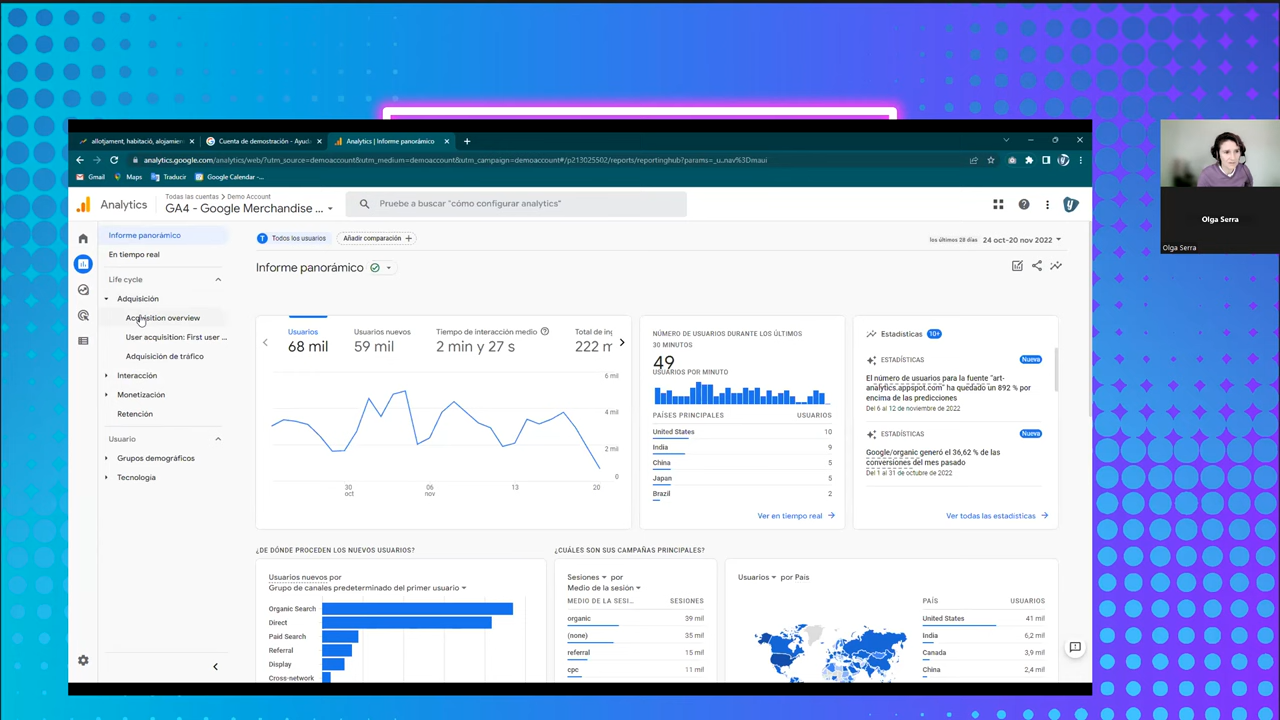 allotjament, habitació, alojamien
Cuenta de demostración - Ayuda
Analytics | Informe panorámico
analytics.google.com/analytics/web/?utm_source=demoaccount&utm_medium=demoaccount&utm_campaign=demoaccount#/p213025502/reports/reportinghub?params=_u..nav%3Dmaui
Gmail
Maps
Traducir
Google Calendar -...
Analytics
Todas las cuentas > Demo Account
GA4 - Google Merchandise ...
Pruebe a buscar "cómo configurar analytics"
Informe panorámico
En tiempo real
Life cycle
Adquisición
Acquisition overview
User acquisition: First user ...
Adquisición de tráfico
Interacción
Monetización
Retención
Usuario
Grupos demográficos
Tecnología
T Todos los usuarios
Añadir comparación +
los últimos 28 días 24 oct-20 nov 2022
Informe panorámico
Usuarios
68 mil
Usuarios nuevos
59 mil
Tiempo de interacción medio
2 min y 27 s
Total de in
222 m
6 mil
4 mil
2 mil
0
30
oct
06
nov
13
20
NÚMERO DE USUARIOS DURANTE LOS ÚLTIMOS
30 MINUTOS
49
USUARIOS POR MINUTO
PAÍSES PRINCIPALES USUARIOS
United States 10
India 9
China 5
Japan 5
Brazil 2
Ver en tiempo real
Estadísticas 10+
ESTADÍSTICAS Nueva
El número de usuarios para la fuente "art-
analytics.appspot.com" ha quedado un 892 % por
encima de las predicciones
Del 6 al 12 de noviembre de 2022
ESTADÍSTICAS Nueva
Google/organic generó el 36,62 % de las
conversiones del mes pasado
Del 1 al 31 de octubre de 2022
Ver todas las estadísticas
¿DE DÓNDE PROCEDEN LOS NUEVOS USUARIOS?
Usuarios nuevos por
Grupo de canales predeterminado del primer usuario
Organic Search
Direct
Paid Search
Referral
Display
Cross-network
¿CUÁLES SON SUS CAMPAÑAS PRINCIPALES?
Sesiones por
Medio de la sesión
MEDIO DE LA SESI... SESIONES
organic 39 mil
(none) 35 mil
referral 15 mil
cpc 11 mil
Usuarios por País
PAÍS USUARIOS
United States 41 mil
India 6,2 mil
Canada 3,9 mil
China 2,4 mil
Olga Serra
Olga Serra